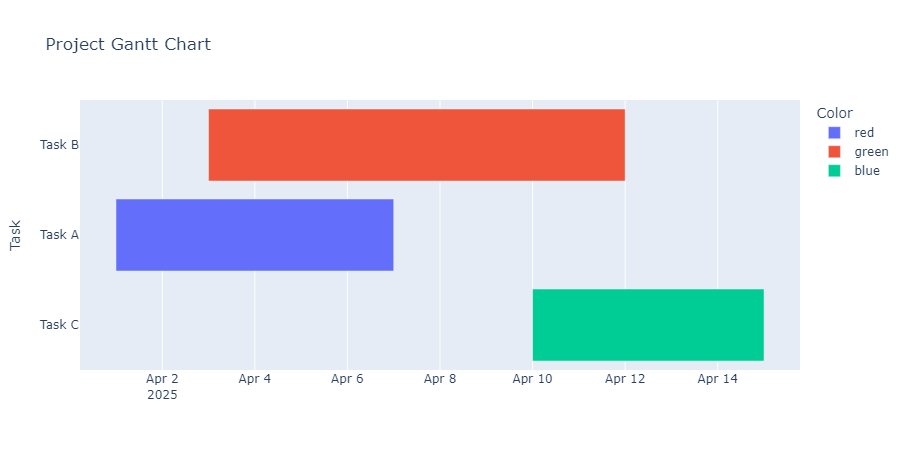 Project Gantt Chart
Color
red
green
blue
Task
Task B
Task A
Task C
Apr 2 Apr 4 Apr 6 Apr 8 Apr 10 Apr 12 Apr 14
2025